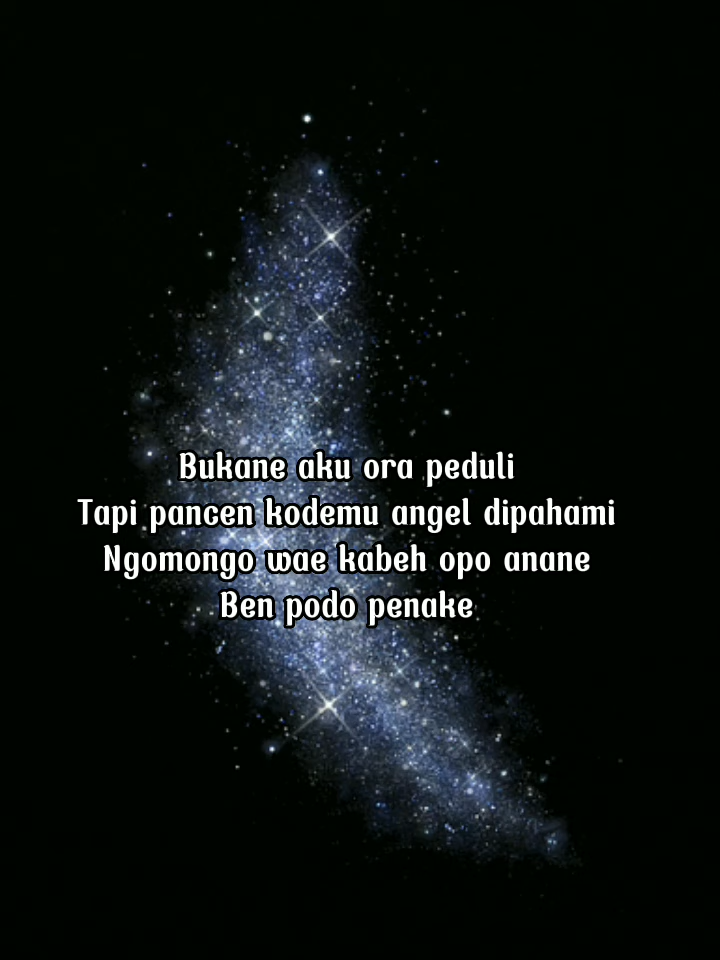 Bukane aku ora peduli
Tapi pancen kodemu angel dipahami
Ngomongo wae kabeh opo anane
Ben podo penake